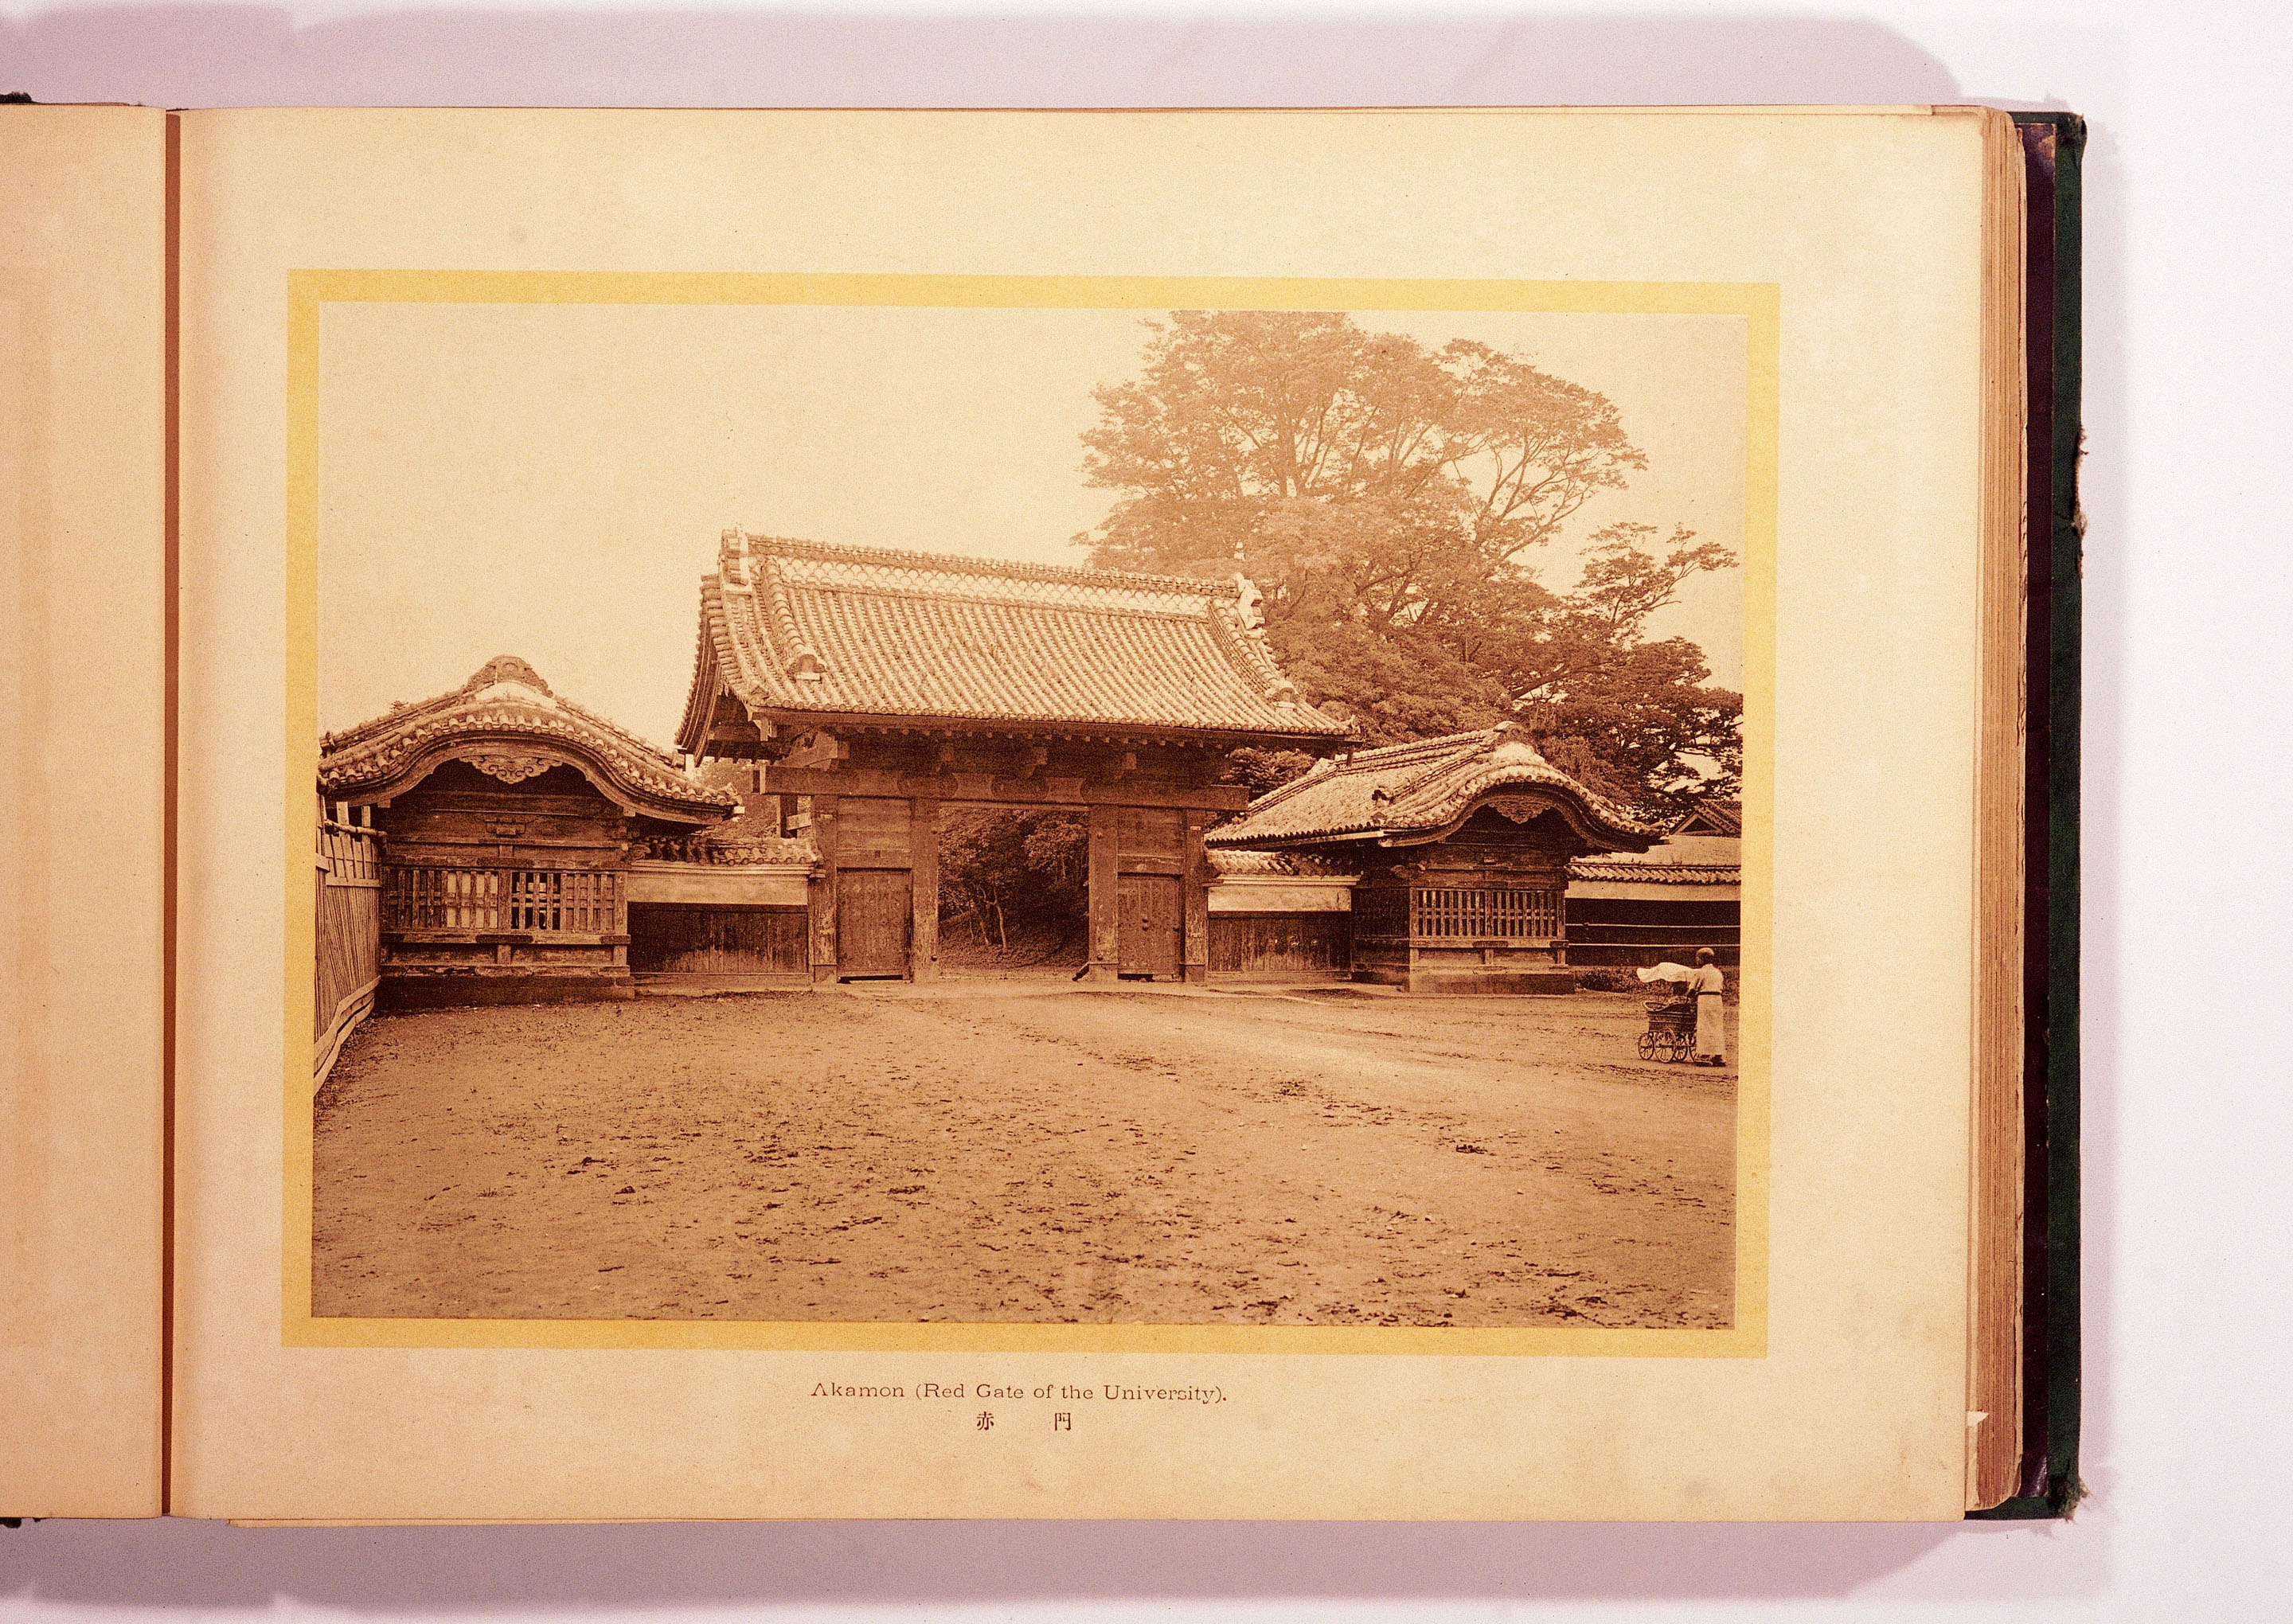 Akamon (Red Gate of the University).
赤 門